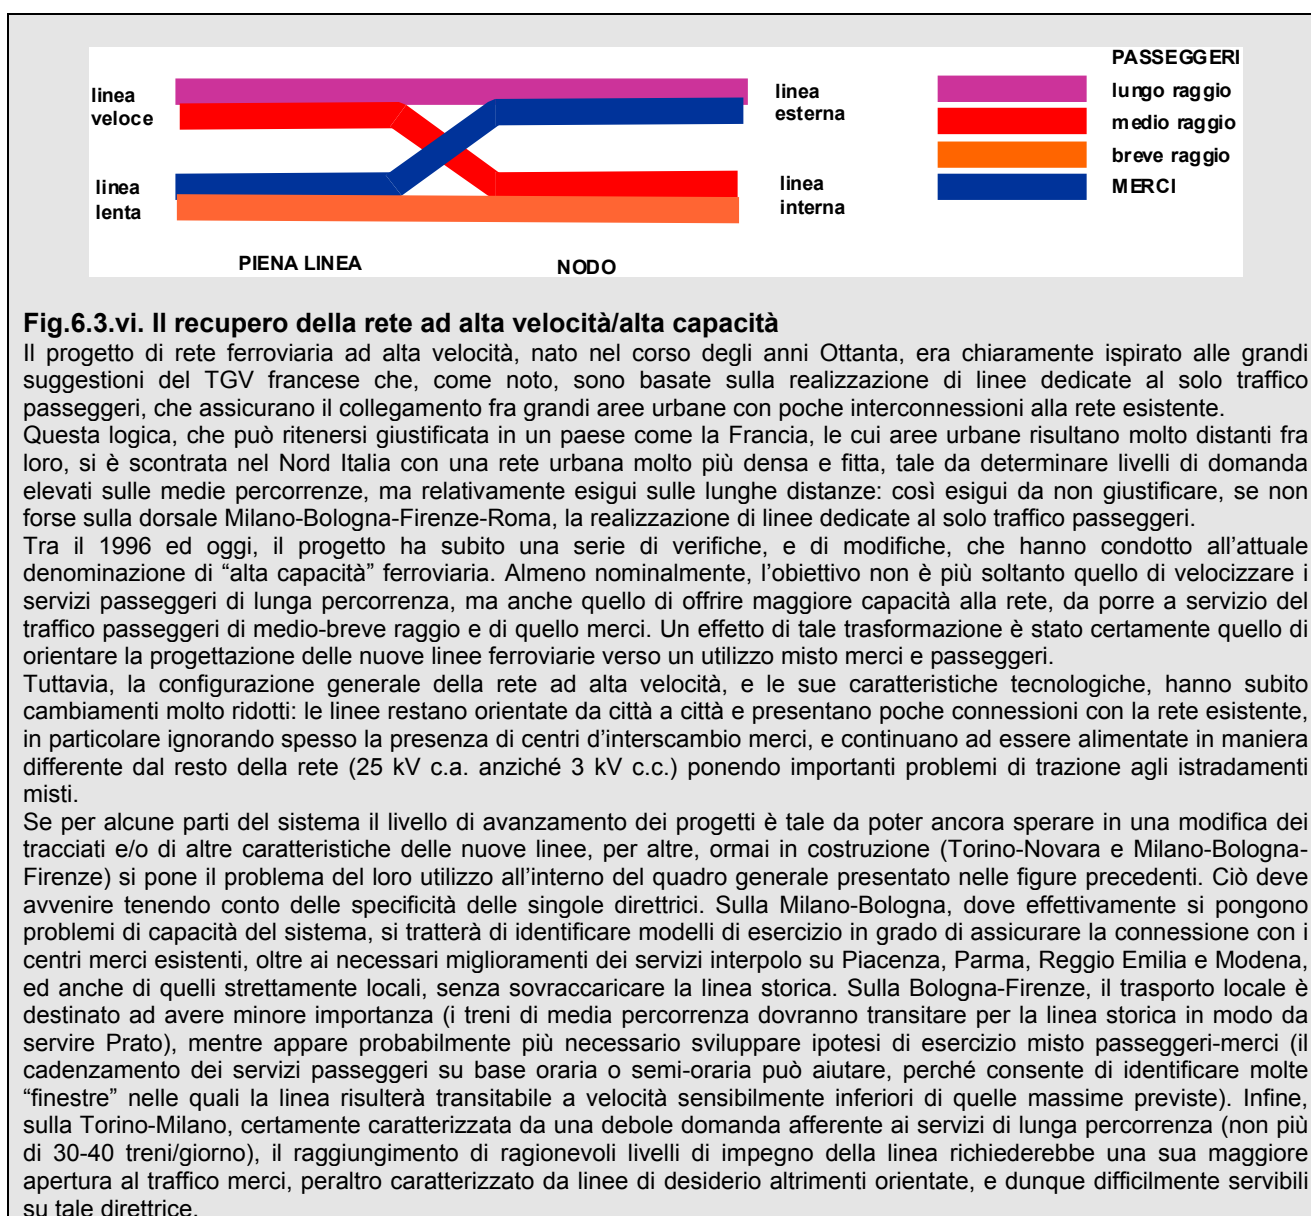 PASSEGGERI
linea
veloce
linea
esterna
lungo raggio
medio raggio
breve raggio
linea
lenta
linea
interna
MERCI
PIENA LINEA
NODO
Fig.6.3.vi. Il recupero della rete ad alta velocità/alta capacità
Il progetto di rete ferroviaria ad alta velocità, nato nel corso degli anni Ottanta, era chiaramente ispirato alle grandi
suggestioni del TGV francese che, come noto, sono basate sulla realizzazione di linee dedicate al solo traffico
passeggeri, che assicurano il collegamento fra grandi aree urbane con poche interconnessioni alla rete esistente.
Questa logica, che può ritenersi giustificata in un paese come la Francia, le cui aree urbane risultano molto distanti fra
loro, si è scontrata nel Nord Italia con una rete urbana molto più densa e fitta, tale da determinare livelli di domanda
elevati sulle medie percorrenze, ma relativamente esigui sulle lunghe distanze: così esigui da non giustificare, se non
forse sulla dorsale Milano-Bologna-Firenze-Roma, la realizzazione di linee dedicate al solo traffico passeggeri.
Tra il 1996 ed oggi, il progetto ha subito una serie di verifiche, e di modifiche, che hanno condotto all'attuale
denominazione di “alta capacità” ferroviaria. Almeno nominalmente, l'obiettivo non è più soltanto quello di velocizzare i
servizi passeggeri di lunga percorrenza, ma anche quello di offrire maggiore capacità alla rete, da porre a servizio del
traffico passeggeri di medio-breve raggio e di quello merci. Un effetto di tale trasformazione è stato certamente quello di
orientare la progettazione delle nuove linee ferroviarie verso un utilizzo misto merci e passeggeri.
Tuttavia, la configurazione generale della rete ad alta velocità, e le sue caratteristiche tecnologiche, hanno subito
cambiamenti molto ridotti: le linee restano orientate da città a città e presentano poche connessioni con la rete esistente,
in particolare ignorando spesso la presenza di centri d'interscambio merci, e continuano ad essere alimentate in maniera
differente dal resto della rete (25 kV c.a. anziché 3 kV c.c.) ponendo importanti problemi di trazione agli istradamenti
misti.
Se per alcune parti del sistema il livello di avanzamento dei progetti è tale da poter ancora sperare in una modifica dei
tracciati e/o di altre caratteristiche delle nuove linee, per altre, ormai in costruzione (Torino-Novara e Milano-Bologna-
Firenze) si pone il problema del loro utilizzo all'interno del quadro generale presentato nelle figure precedenti. Ciò deve
avvenire tenendo conto delle specificità delle singole direttrici. Sulla Milano-Bologna, dove effettivamente si pongono
problemi di capacità del sistema, si tratterà di identificare modelli di esercizio in grado di assicurare la connessione con i
centri merci esistenti, oltre ai necessari miglioramenti dei servizi interpolo su Piacenza, Parma, Reggio Emilia e Modena,
ed anche di quelli strettamente locali, senza sovraccaricare la linea storica. Sulla Bologna-Firenze, il trasporto locale è
destinato ad avere minore importanza (i treni di media percorrenza dovranno transitare per la linea storica in modo da
servire Prato), mentre appare probabilmente più necessario sviluppare ipotesi di esercizio misto passeggeri-merci (il
cadenzamento dei servizi passeggeri su base oraria o semi-oraria può aiutare, perché consente di identificare molte
“finestre” nelle quali la linea risulterà transitabile a velocità sensibilmente inferiori di quelle massime previste). Infine,
sulla Torino-Milano, certamente caratterizzata da una debole domanda afferente ai servizi di lunga percorrenza (non più
di 30-40 treni/giorno), il raggiungimento di ragionevoli livelli di impegno della linea richiederebbe una sua maggiore
apertura al traffico merci, peraltro caratterizzato da linee di desiderio altrimenti orientate, e dunque difficilmente servibili
su tale direttrice.